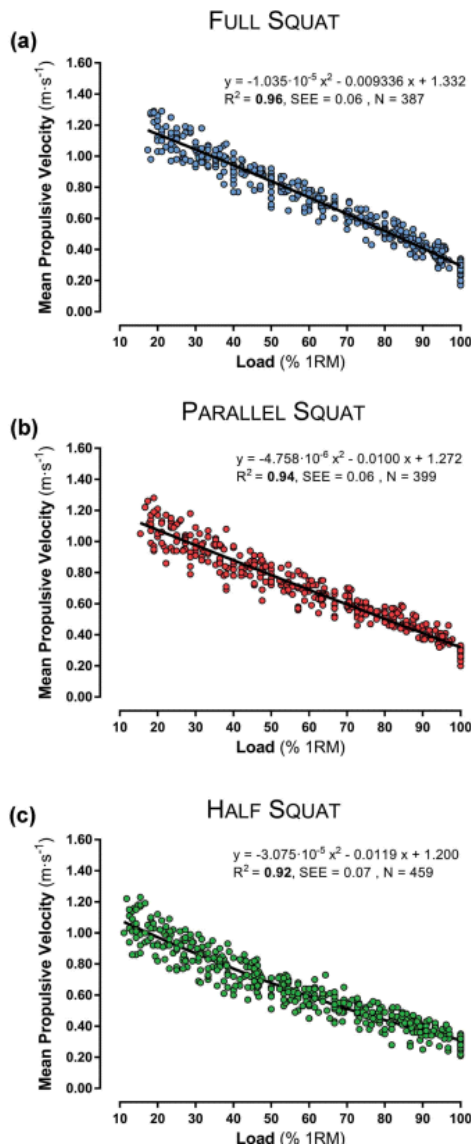 FULL SQUAT
(a)
y = -1.035·10⁻⁵ x² - 0.009336 x + 1.332
R² = 0.96, SEE = 0.06 , N = 387
Mean Propulsive Velocity (m·s⁻¹)
1.60
1.40
1.20
1.00
0.80
0.60
0.40
0.20
0.00
10 20 30 40 50 60 70 80 90 100
Load (% 1RM)
PARALLEL SQUAT
(b)
y = -4.758·10⁻⁶ x² - 0.0100 x + 1.272
R² = 0.94, SEE = 0.06 , N = 399
Mean Propulsive Velocity (m·s⁻¹)
1.60
1.40
1.20
1.00
0.80
0.60
0.40
0.20
0.00
10 20 30 40 50 60 70 80 90 100
Load (% 1RM)
HALF SQUAT
(c)
y = -3.075·10⁻⁵ x² - 0.0119 x + 1.200
R² = 0.92, SEE = 0.07 , N = 459
Mean Propulsive Velocity (m·s⁻¹)
1.60
1.40
1.20
1.00
0.80
0.60
0.40
0.20
0.00
10 20 30 40 50 60 70 80 90 100
Load (% 1RM)